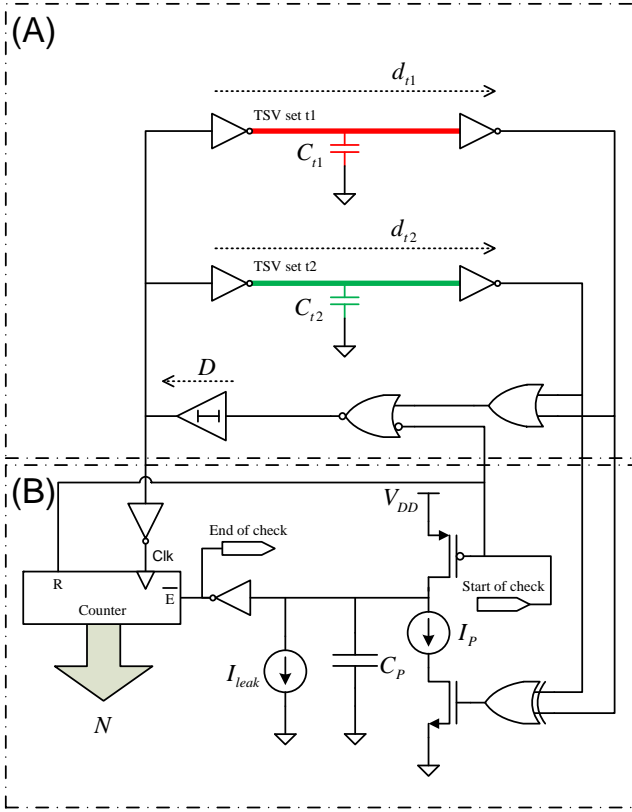 (A)
d_{t1}
TSV set t1
C_{t1}
d_{t2}
TSV set t2
C_{t2}
D
(B)
V_{DD}
End of check
Clk
R
E
Start of check
Counter
I_P
I_{leak}
C_P
N